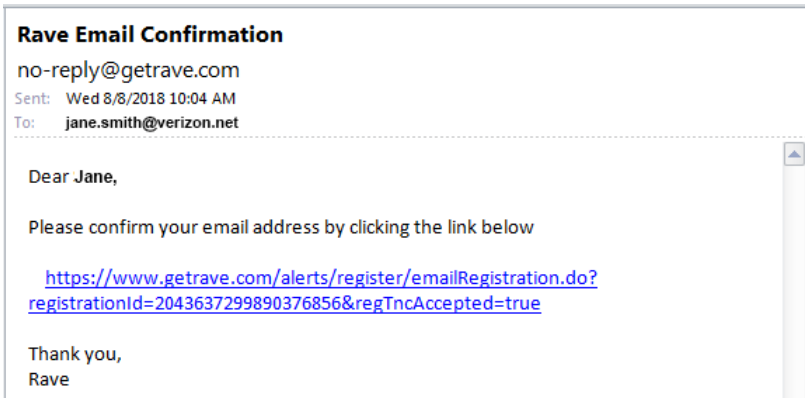 Rave Email Confirmation
no-reply@getrave.com
Sent: Wed 8/8/2018 10:04 AM
To: jane.smith@verizon.net
Dear Jane,
Please confirm your email address by clicking the link below
https://www.getrave.com/alerts/register/emailRegistration.do?
registrationId=2043637299890376856&regTncAccepted=true
Thank you,
Rave